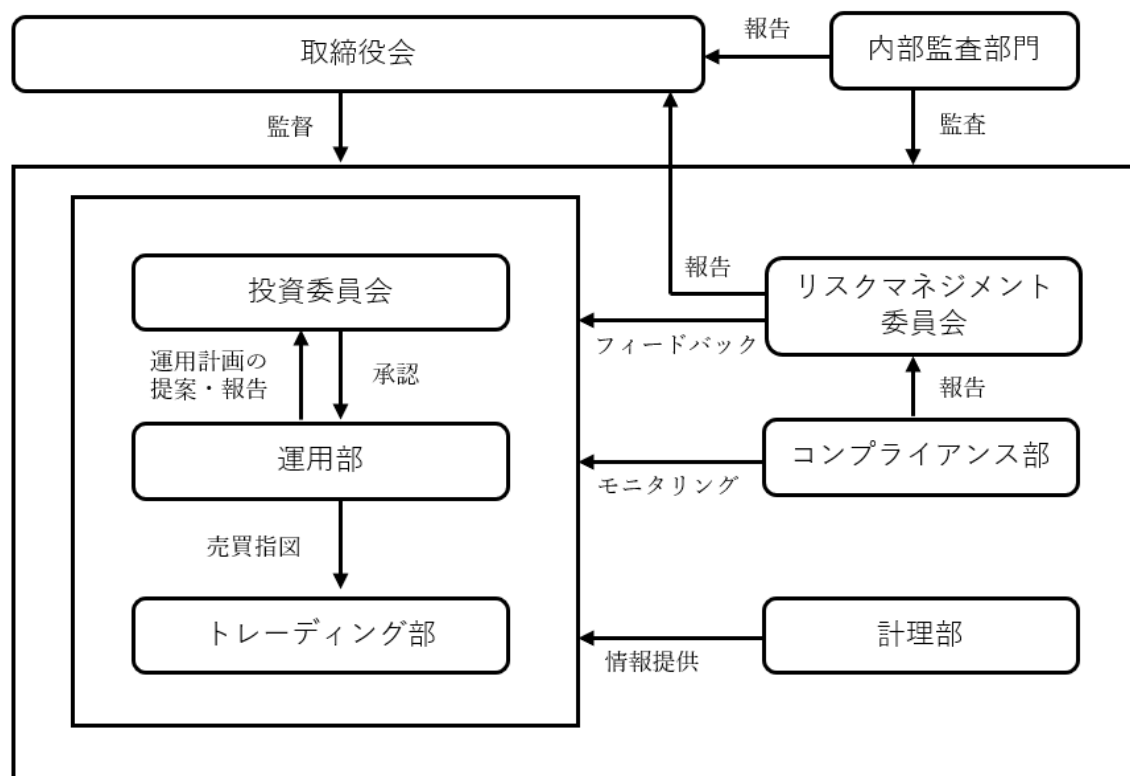 取締役会
報告
内部監査部門
監督
監査
投資委員会
報告
リスクマネジメント
委員会
フィードバック
運用計画の
提案・報告
承認
報告
運用部
コンプライアンス部
モニタリング
売買指図
トレーディング部
計理部
情報提供